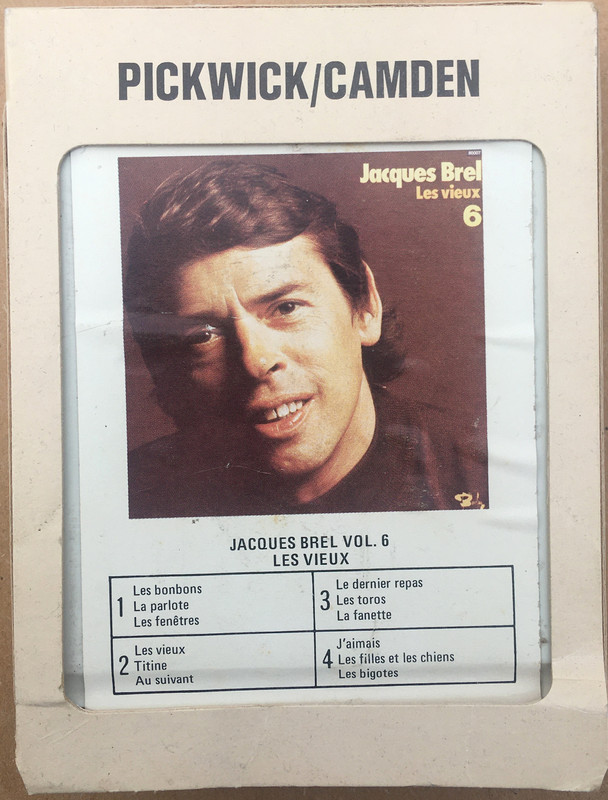 PICKWICK/CAMDEN
Jacques Brel
Les vieux
6
JACQUES BREL VOL. 6
LES VIEUX
1
Les bonbons
La parlote
Les fenêtres
2
Les vieux
Titine
Au suivant
3
Le dernier repas
Les toros
La fanette
4
J'aimais
Les filles et les chiens
Les bigotes